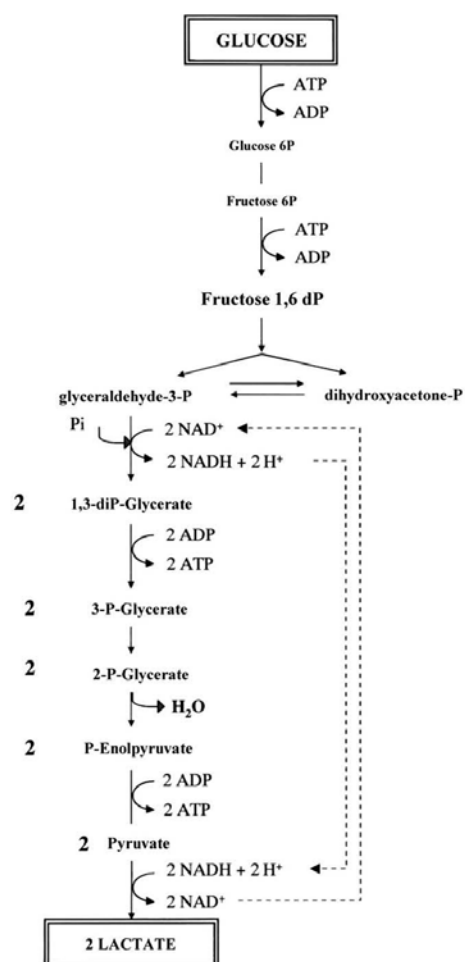 GLUCOSE
ATP
ADP
Glucose 6P
Fructose 6P
ATP
ADP
Fructose 1,6 dP
glyceraldehyde-3-P dihydroxyacetone-P
Pi 2 NAD⁺
2 NADH + 2 H⁺
2 1,3-diP-Glycerate
2 ADP
2 ATP
2 3-P-Glycerate
2 2-P-Glycerate
H₂O
2 P-Enolpyruvate
2 ADP
2 ATP
2 Pyruvate
2 NADH + 2 H⁺
2 NAD⁺
2 LACTATE